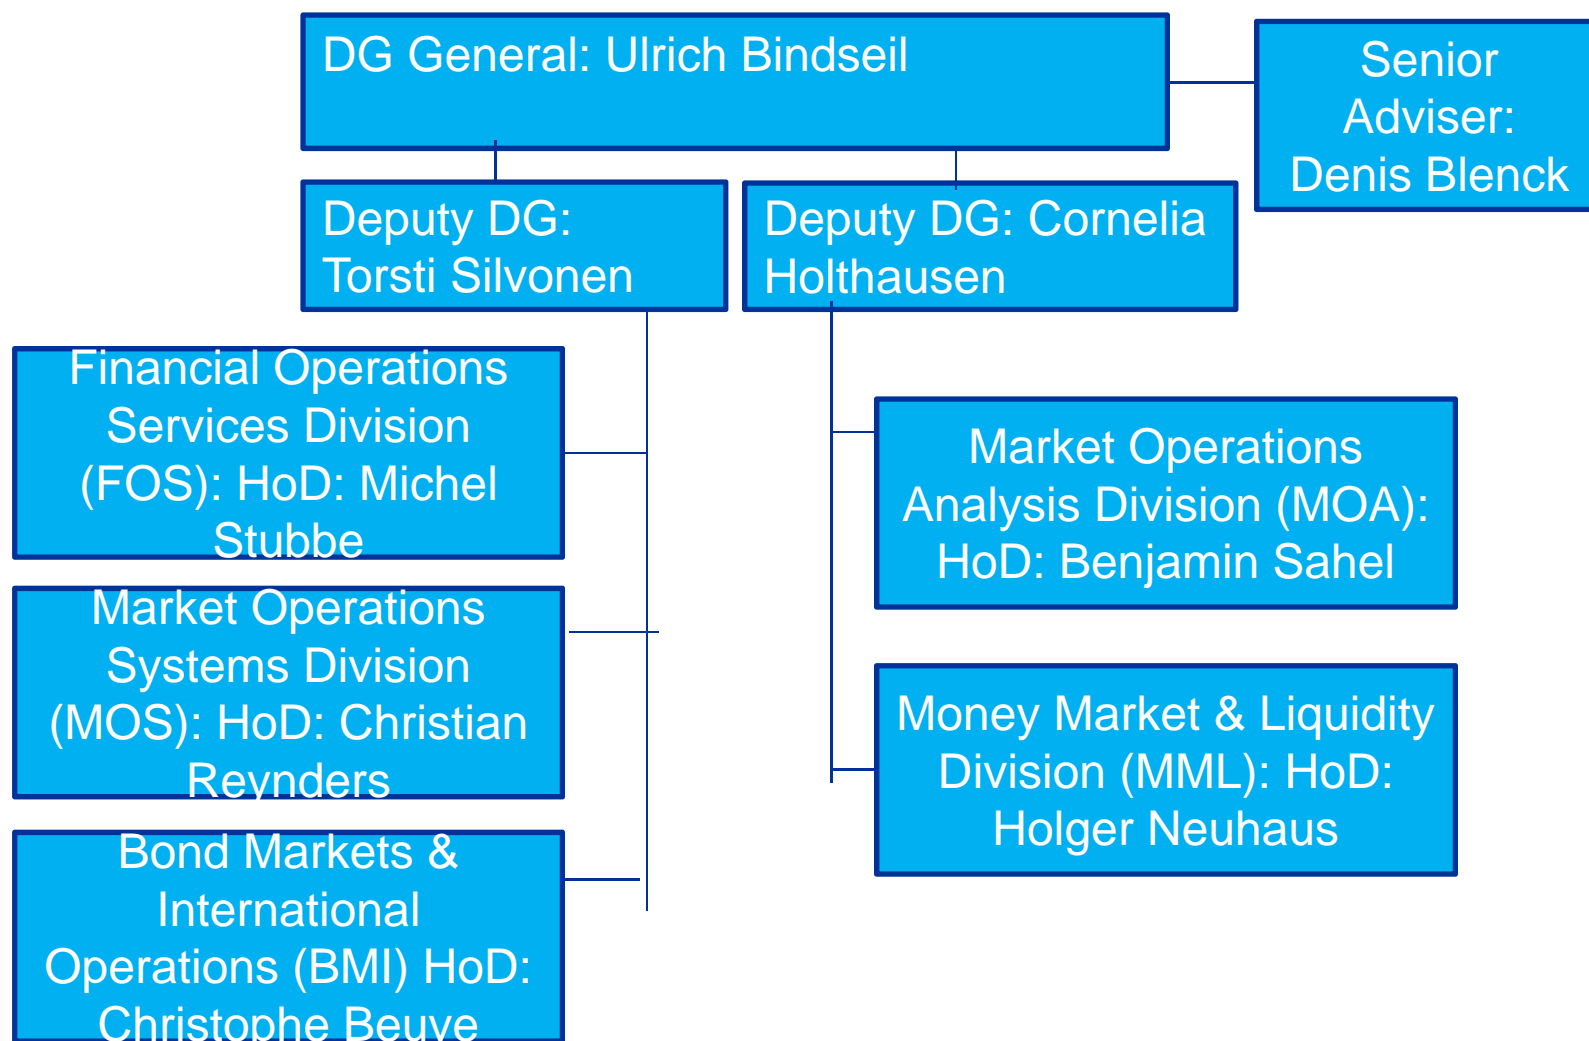 DG General: Ulrich Bindseil
Senior
Adviser:
Denis Blenck
Deputy DG:
Torsti Silvonen
Deputy DG: Cornelia
Holthausen
Financial Operations
Services Division
(FOS): HoD: Michel
Stubbe
Market Operations
Systems Division
(MOS): HoD: Christian
Reynders
Bond Markets &
International
Operations (BMI) HoD:
Christophe Beuve
Market Operations
Analysis Division (MOA):
HoD: Benjamin Sahel
Money Market & Liquidity
Division (MML): HoD:
Holger Neuhaus